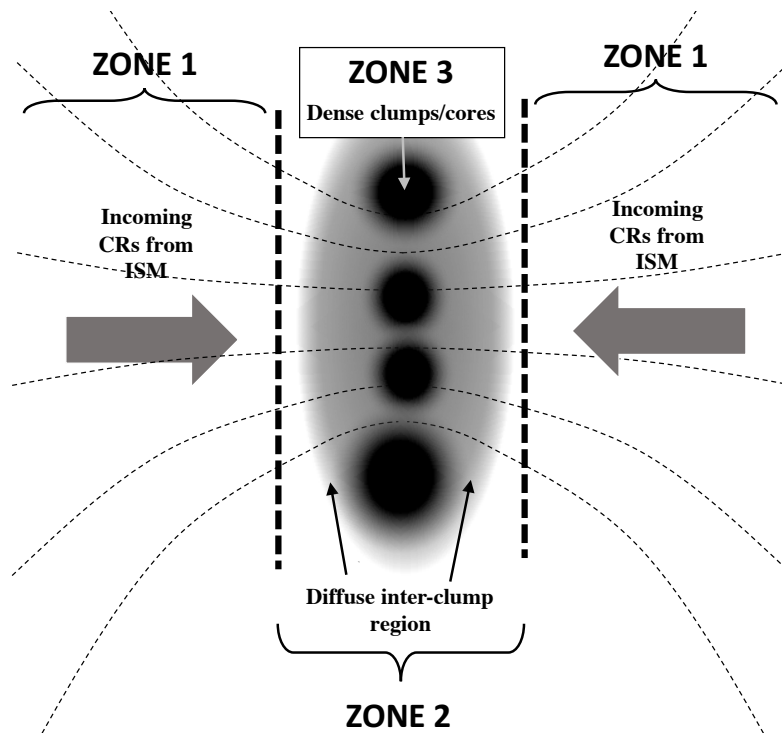 ZONE 1
ZONE 3
Dense clumps/cores
ZONE 1
Incoming
CRs from
ISM
Incoming
CRs from
ISM
Diffuse inter-clump
region
ZONE 2